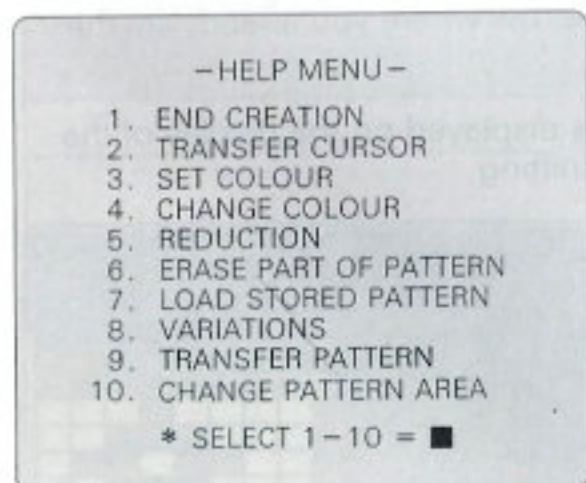 –HELP MENU–
1 END CREATION
2. TRANSFER CURSOR
3. SET COLOUR
4. CHANGE COLOUR
5. REDUCTION
6. ERASE PART OF PATTERN
7. LOAD STORED PATTERN
8. VARIATIONS
9. TRANSFER PATTERN
10. CHANGE PATTERN AREA
* SELECT 1–10 = ■